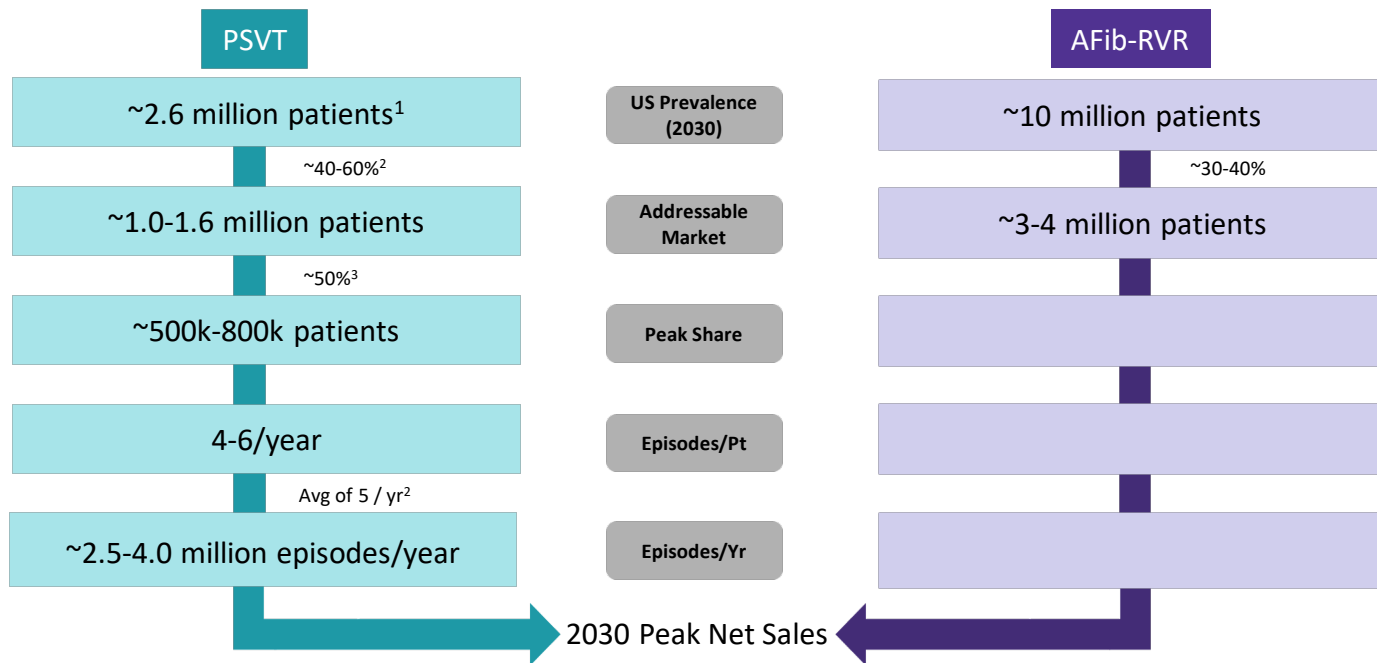 PSVT
AFib-RVR
~2.6 million patients1
US Prevalence
(2030)
~10 million patients
~40-60%2
~30-40%
~1.0-1.6 million patients
Addressable
Market
~3-4 million patients
~50%3
~500k-800k patients
Peak Share
4-6/year
Episodes/Pt
Avg of 5 / yr2
~2.5-4.0 million episodes/year
Episodes/Yr
2030 Peak Net Sales